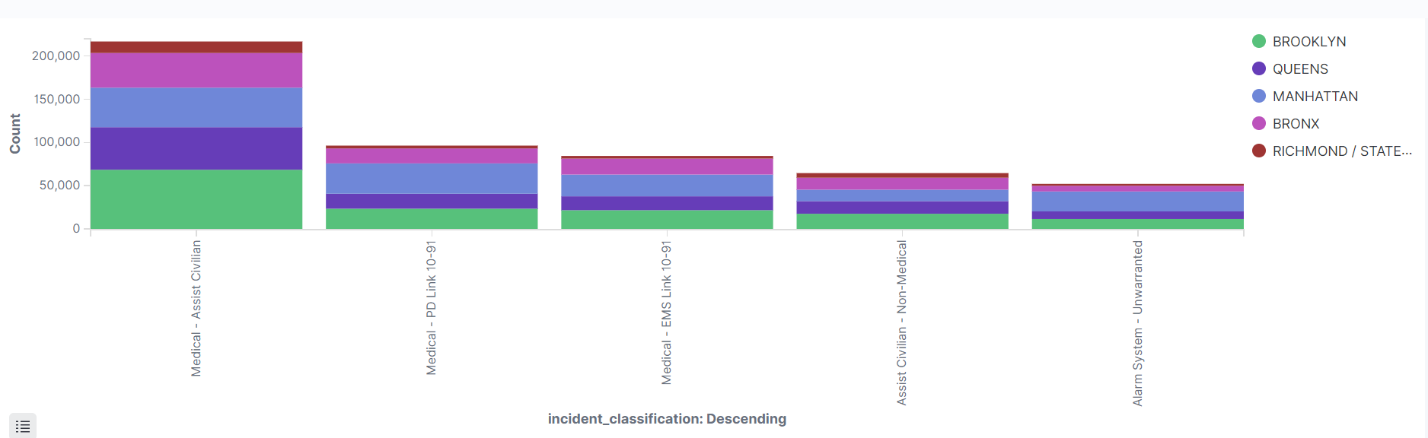 200,000
150,000
100,000
50,000
0
Count
Medical - Assist Civilian
Medical - PD Link 10-91
Medical - EMS Link 10-91
Assist Civilian - Non-Medical
Alarm System - Unwarranted
incident_classification: Descending
BROOKLYN
QUEENS
MANHATTAN
BRONX
RICHMOND / STATE...